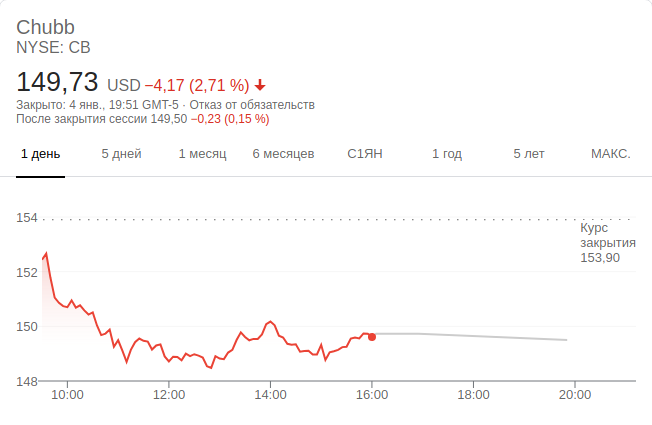 Chubb
NYSE: CB
149,73 USD −4,17 (2,71 %)
Закрыто: 4 янв., 19:51 GMT-5 · Отказ от обязательств
После закрытия сессии 149,50 −0,23 (0,15 %)
1 день 5 дней 1 месяц 6 месяцев С1ЯН 1 год 5 лет МАКС.
154
Курс
закрытия
153,90
152
150
148
10:00 12:00 14:00 16:00 18:00 20:00